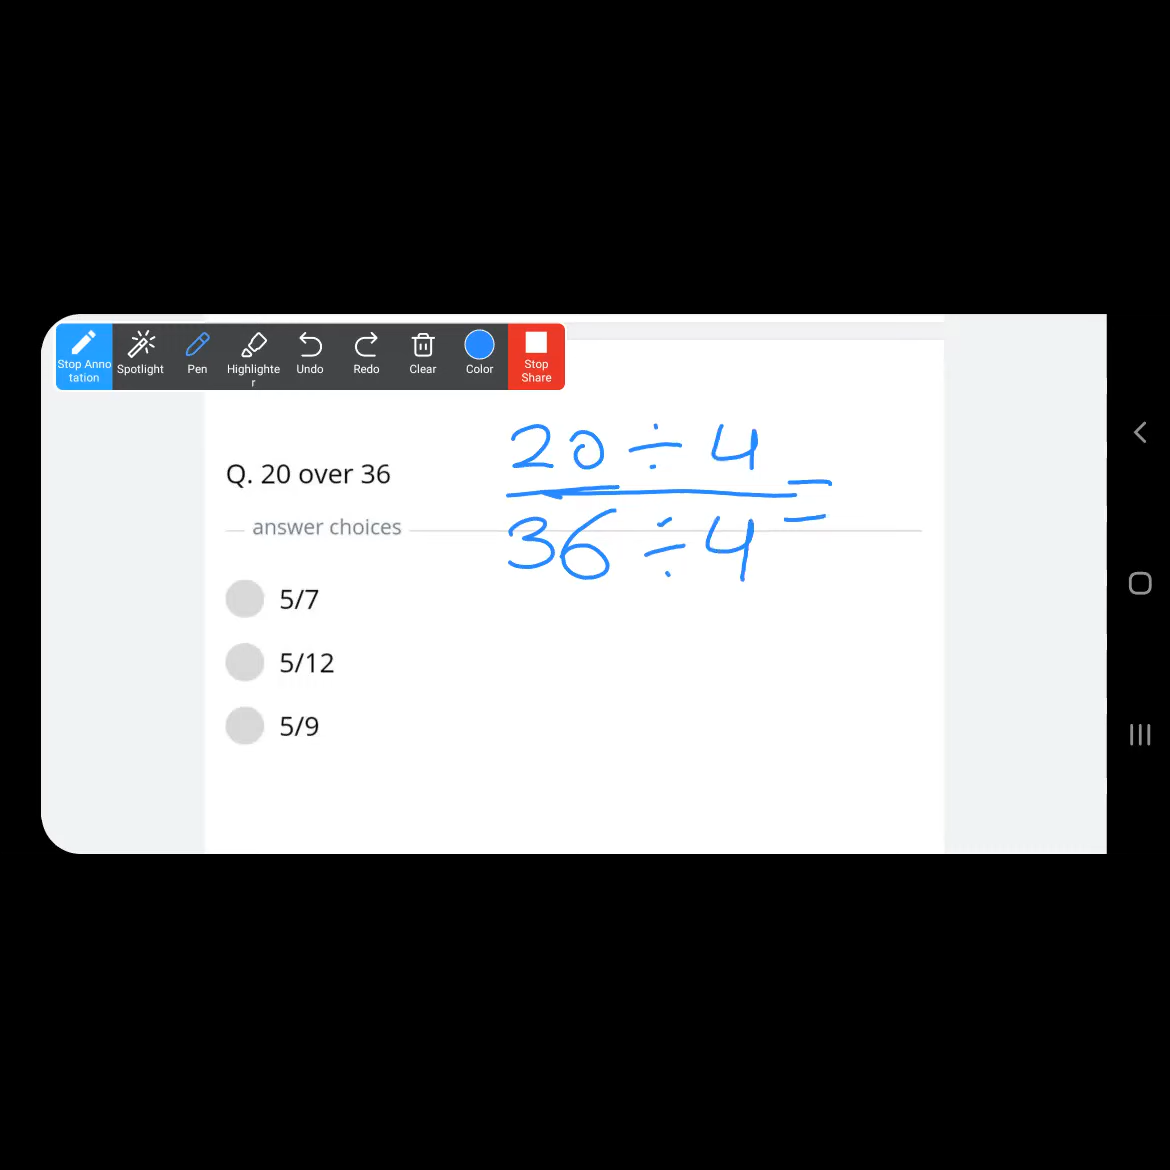 Stop Anno
tation
Spotlight
Pen
Highlighte
r
Undo
Redo
Clear
Color
Stop
Share
Q. 20 over 36
20 ÷ 4
36 ÷ 4
=
answer choices
5/7
5/12
5/9